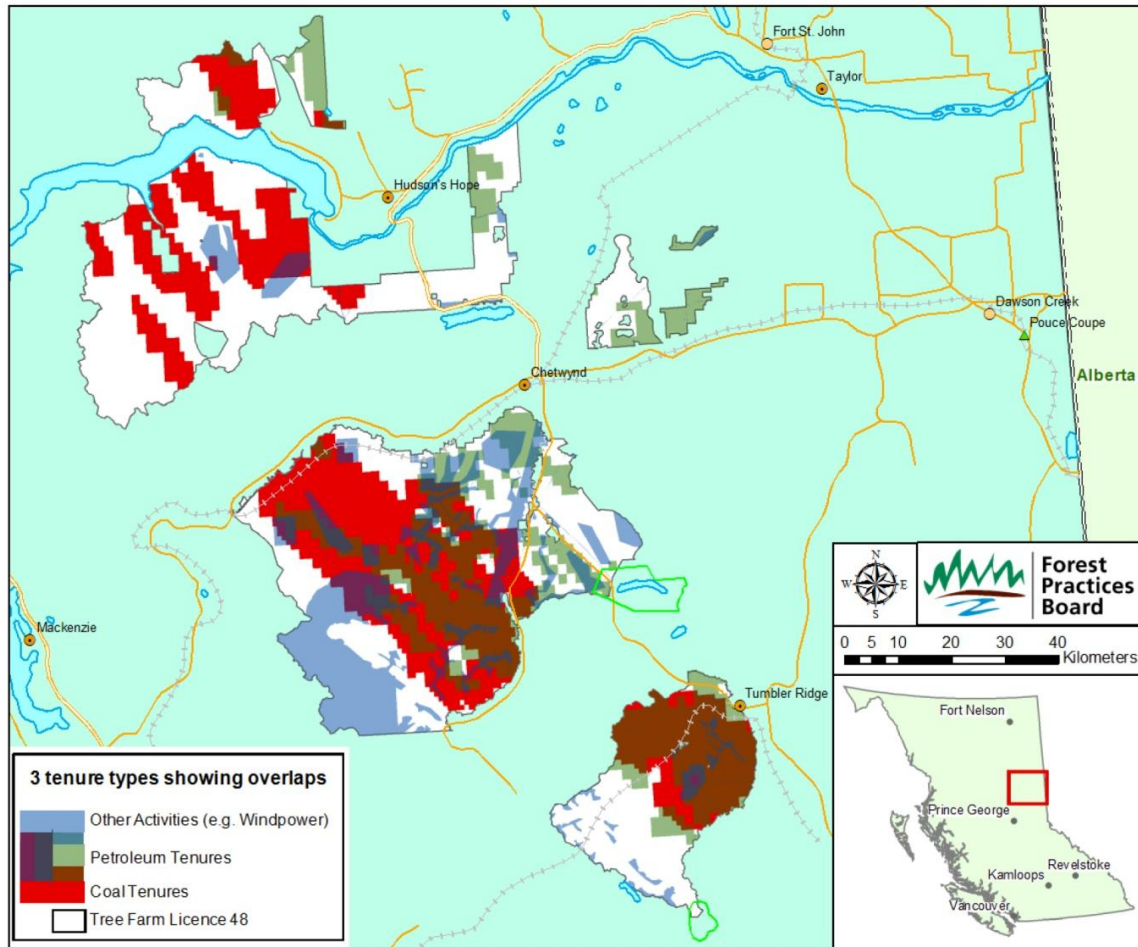 Fort St. John
Taylor
Hudson's Hope
Dawson Creek
Pouce Coupe
Chetwynd
Alberta
Mackenzie
Tumbler Ridge
N
W E
S
Forest
Practices
Board
0 5 10 20 30 40
Kilometers
Fort Nelson
Prince George
Revelstoke
Kamloops
Vancouver
3 tenure types showing overlaps
Other Activities (e.g. Windpower)
Petroleum Tenures
Coal Tenures
Tree Farm Licence 48